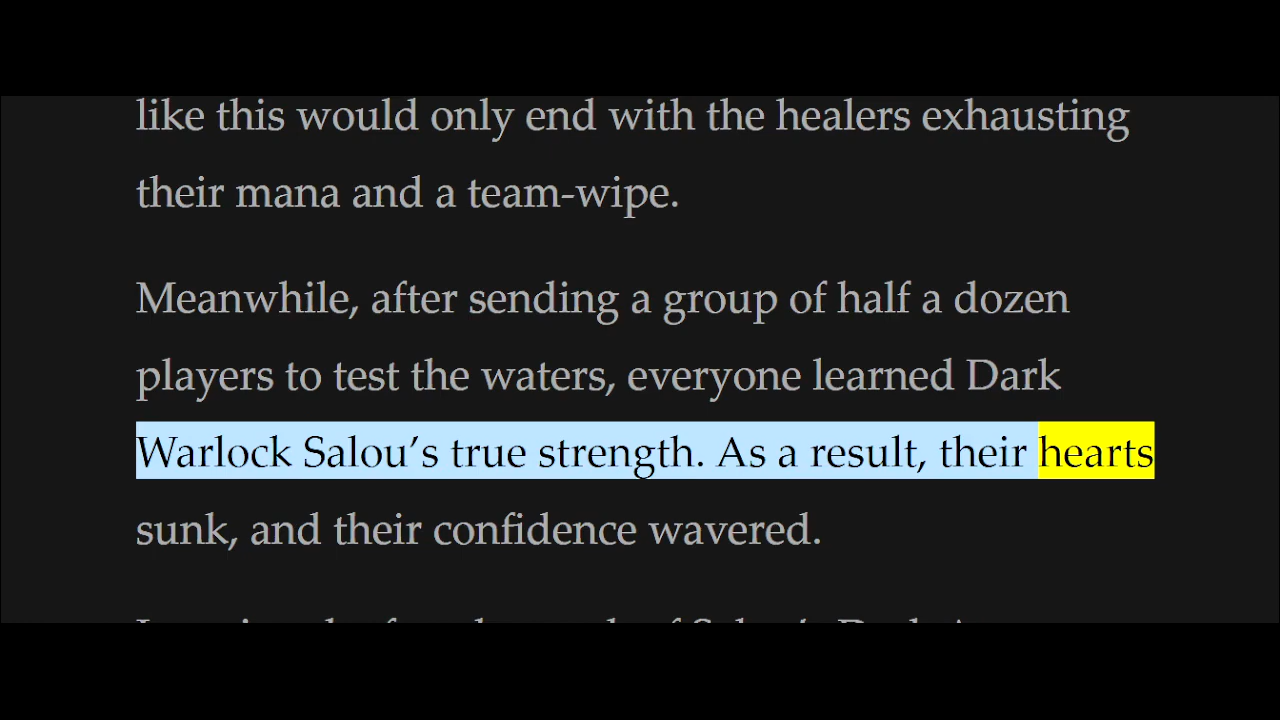 like this would only end with the healers exhausting
their mana and a team-wipe.
Meanwhile, after sending a group of half a dozen
players to test the waters, everyone learned Dark
Warlock Salou’s true strength. As a result, their hearts
sunk, and their confidence wavered.